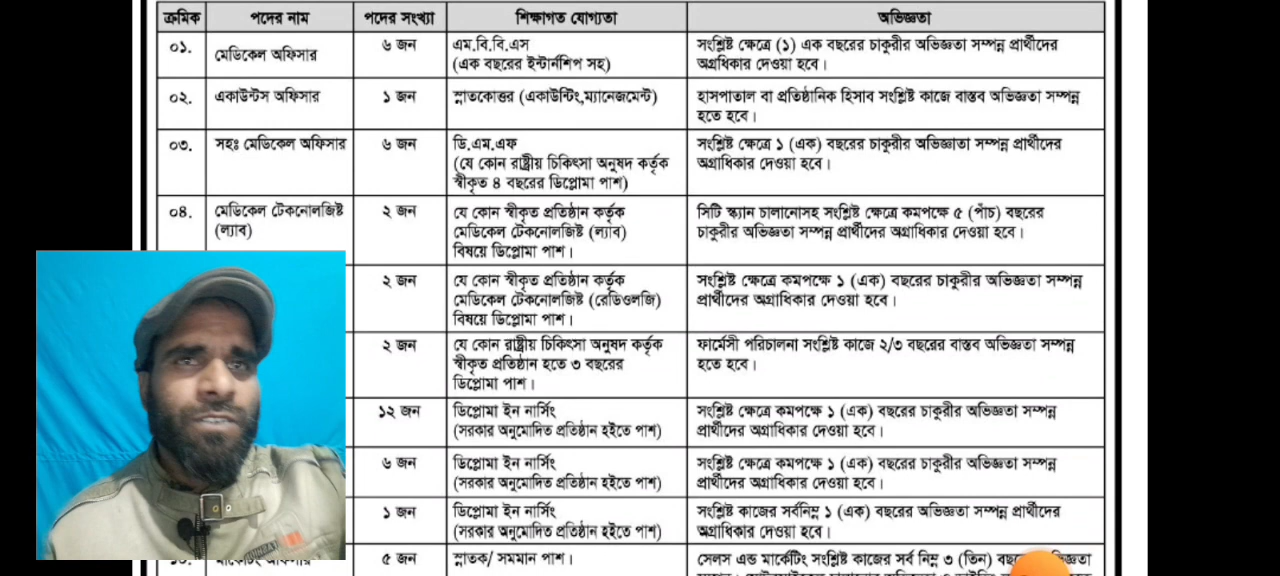 ক্রমিক পদের নাম পদের সংখ্যা শিক্ষাগত যোগ্যতা অভিজ্ঞতা
০১. মেডিকেল অফিসার ৬ জন এম.বি.বি.এস সংশ্লিষ্ট ক্ষেত্রে (১) এক বছরের চাকুরীর অভিজ্ঞতা সম্পন্ন প্রার্থীদের
(এক বছরের ইন্টার্নশিপ সহ) অগ্রধিকার দেওয়া হবে।
০২. একাউন্টস অফিসার ১ জন স্নাতকোত্তর (একাউন্টিং,ম্যানেজমেন্ট) হাসপাতাল বা প্রতিষ্ঠানিক হিসাব সংশ্লিষ্ট কাজে বাস্তব অভিজ্ঞতা সম্পন্ন
হতে হবে।
০৩. সহঃ মেডিকেল অফিসার ৬ জন ডি.এম.এফ সংশ্লিষ্ট ক্ষেত্রে ১ (এক) বছরের চাকুরীর অভিজ্ঞতা সম্পন্ন প্রার্থীদের
(যে কোন রাষ্ট্রীয় চিকিৎসা অনুষদ কর্তৃক অগ্রাধিকার দেওয়া হবে।
স্বীকৃত ৪ বছরের ডিপ্লোমা পাশ)
০৪. মেডিকেল টেকনোলজিষ্ট ২ জন যে কোন স্বীকৃত প্রতিষ্ঠান কর্তৃক সিটি স্ক্যান চালানোসহ সংশ্লিষ্ট ক্ষেত্রে কমপক্ষে ৫ (পাঁচ) বছরের
(ল্যাব) মেডিকেল টেকনোলজিষ্ট (ল্যাব) চাকুরীর অভিজ্ঞতা সম্পন্ন প্রার্থীদের অগ্রাধিকার দেওয়া হবে।
বিষয়ে ডিপ্লোমা পাশ।
২ জন যে কোন স্বীকৃত প্রতিষ্ঠান কর্তৃক সংশ্লিষ্ট ক্ষেত্রে কমপক্ষে ১ (এক) বছরের চাকুরীর অভিজ্ঞতা সম্পন্ন
মেডিকেল টেকনোলজিষ্ট (রেডিওলজি) প্রার্থীদের অগ্রাধিকার দেওয়া হবে।
বিষয়ে ডিপ্লোমা পাশ।
২ জন যে কোন রাষ্ট্রীয় চিকিৎসা অনুষদ কর্তৃক ফার্মেসী পরিচালনা সংশ্লিষ্ট কাজে ২/৩ বছরের বাস্তব অভিজ্ঞতা সম্পন্ন
স্বীকৃত প্রতিষ্ঠান হতে ৩ বছরের হতে হবে।
ডিপ্লোমা পাশ।
১২ জন ডিপ্লোমা ইন নার্সিং সংশ্লিষ্ট ক্ষেত্রে কমপক্ষে ১ (এক) বছরের চাকুরীর অভিজ্ঞতা সম্পন্ন
(সরকার অনুমোদিত প্রতিষ্ঠান হইতে পাশ) প্রার্থীদের অগ্রাধিকার দেওয়া হবে।
৬ জন ডিপ্লোমা ইন নার্সিং সংশ্লিষ্ট ক্ষেত্রে কমপক্ষে ১ (এক) বছরের চাকুরীর অভিজ্ঞতা সম্পন্ন
(সরকার অনুমোদিত প্রতিষ্ঠান হইতে পাশ) প্রার্থীদের অগ্রাধিকার দেওয়া হবে।
১ জন ডিপ্লোমা ইন নার্সিং সংশ্লিষ্ট কাজের সর্বনিম্ন ১ (এক) বছরের অভিজ্ঞতা সম্পন্ন প্রার্থীদের
(সরকার অনুমোদিত প্রতিষ্ঠান হইতে পাশ) অগ্রাধিকার দেওয়া হবে।
৫ জন স্নাতক/ সমমান পাশ। সেলস এন্ড মার্কেটিং সংশ্লিষ্ট কাজের সর্ব নিম্ন ৩ (তিন)